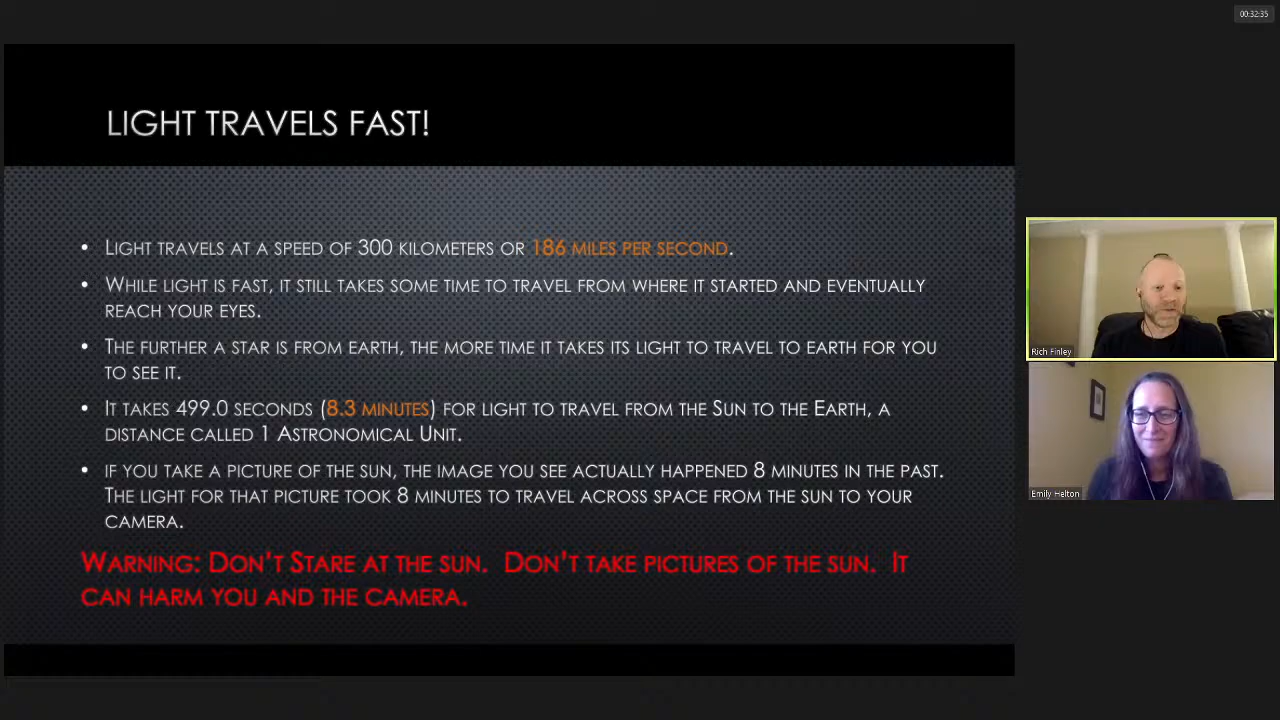 00:32:35
LIGHT TRAVELS FAST!
• LIGHT TRAVELS AT A SPEED OF 300 KILOMETERS OR 186 MILES PER SECOND.
• WHILE LIGHT IS FAST, IT STILL TAKES SOME TIME TO TRAVEL FROM WHERE IT STARTED AND EVENTUALLY
REACH YOUR EYES.
• THE FURTHER A STAR IS FROM EARTH, THE MORE TIME IT TAKES ITS LIGHT TO TRAVEL TO EARTH FOR YOU
TO SEE IT.
• IT TAKES 499.0 SECONDS (8.3 MINUTES) FOR LIGHT TO TRAVEL FROM THE SUN TO THE EARTH, A
DISTANCE CALLED 1 ASTRONOMICAL UNIT.
• IF YOU TAKE A PICTURE OF THE SUN, THE IMAGE YOU SEE ACTUALLY HAPPENED 8 MINUTES IN THE PAST.
THE LIGHT FOR THAT PICTURE TOOK 8 MINUTES TO TRAVEL ACROSS SPACE FROM THE SUN TO YOUR
CAMERA.
WARNING: DON'T STARE AT THE SUN. DON'T TAKE PICTURES OF THE SUN. IT
CAN HARM YOU AND THE CAMERA.
Rich Finley
Emily Helton